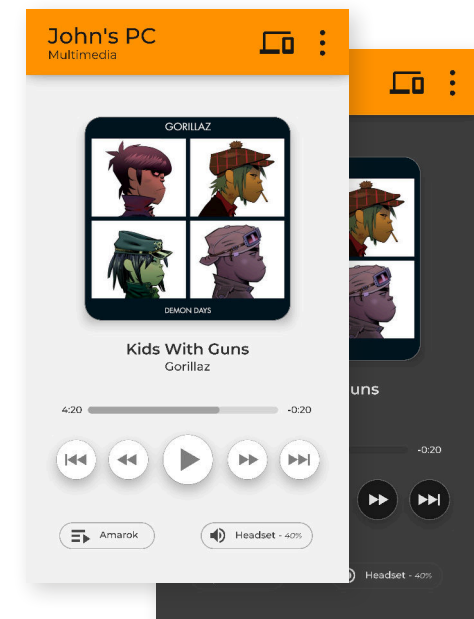 John's PC
Multimedia
GORILLAZ
DEMON DAYS
Kids With Guns
Gorillaz
4:20
-0:20
Amarok
Headset - 40%
uns
-0:20
Headset - 40%